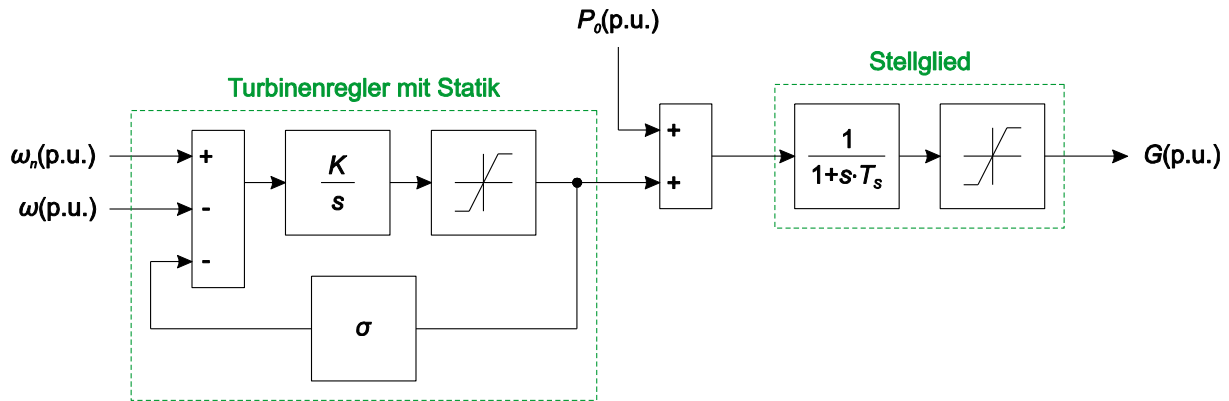 P₀(p.u.)
Stellglied
Turbinenregler mit Statik
ωₙ(p.u.)
ω(p.u.)
+
-
-
K
s
σ
+
+
1
1+s·Tₛ
G(p.u.)